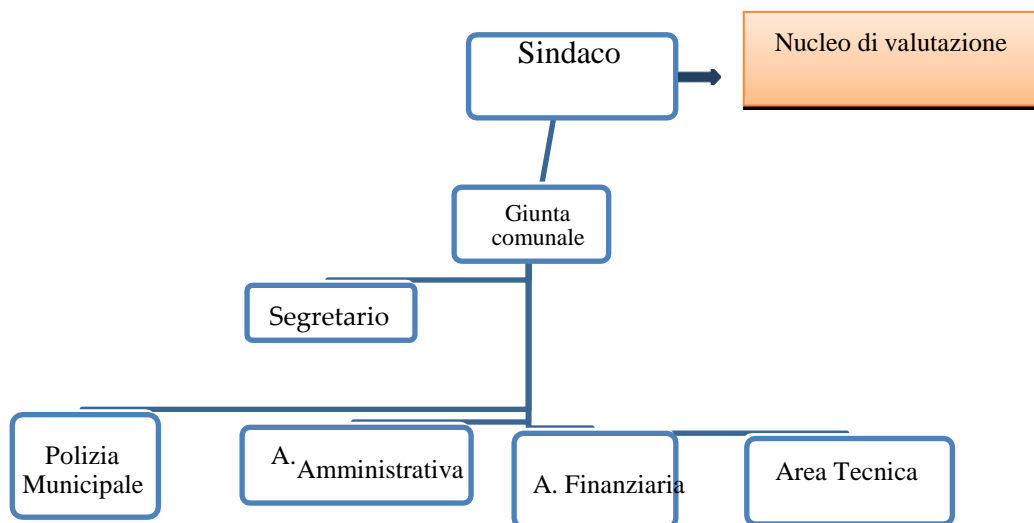 Sindaco
Nucleo di valutazione
Giunta
comunale
Segretario
Polizia
Municipale
A. Amministrativa
A. Finanziaria
Area Tecnica